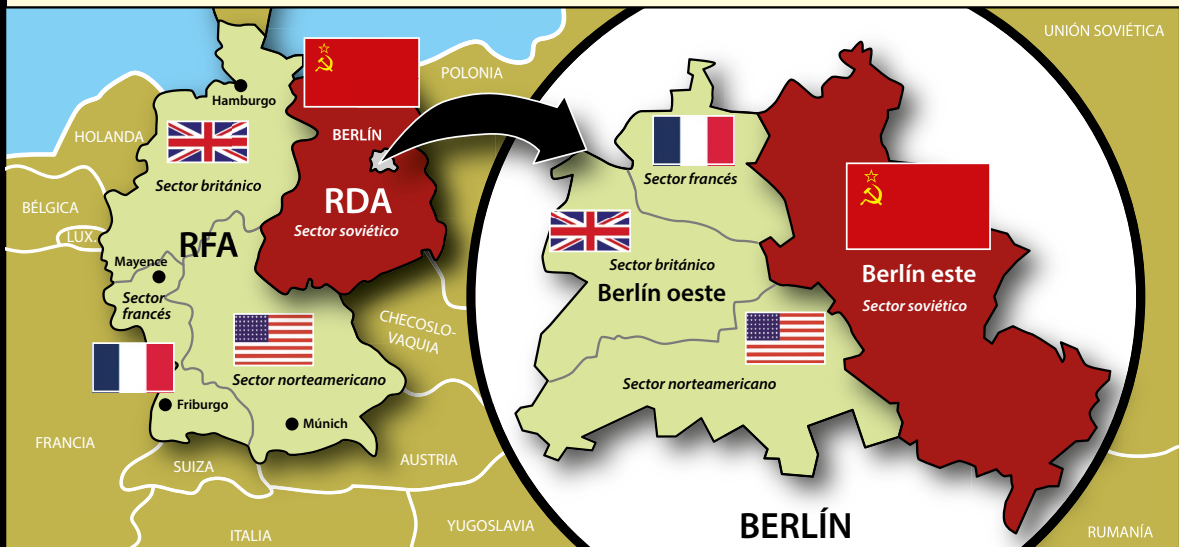 UNIÓN SOVIÉTICA
POLONIA
Hamburgo
HOLANDA
BERLÍN
Sector británico
BÉLGICA
RDA
Sector soviético
LUX.
RFA
Mayence
Sector
francés
CHECOSLO-
VAQUIA
Sector norteamericano
Friburgo
Múnich
FRANCIA
SUIZA
AUSTRIA
ITALIA
YUGOSLAVIA
Sector francés
Sector británico
Berlín oeste
Berlín este
Sector soviético
Sector norteamericano
BERLÍN
RUMANÍA